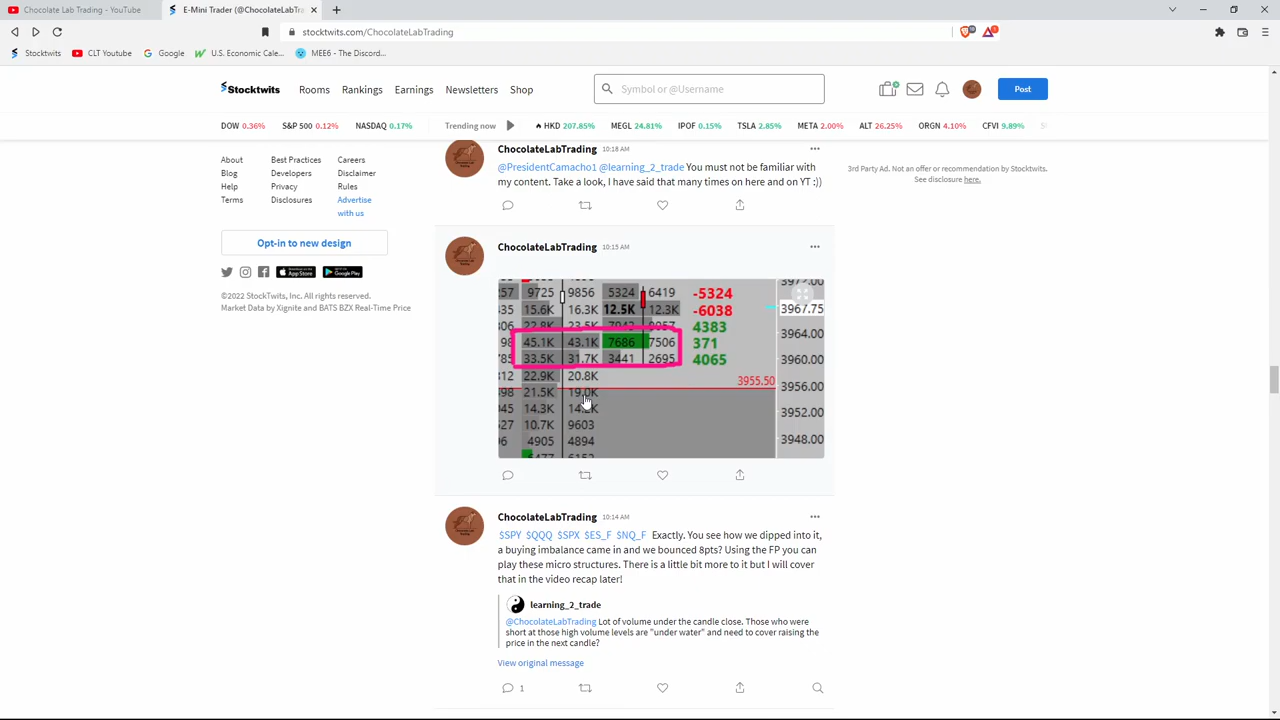 Chocolate Lab Trading - YouTube
E-Mini Trader (@ChocolateLabTra
stocktwits.com/ChocolateLabTrading
Stocktwits CLT Youtube Google U.S. Economic Cale... MEE6 - The Discord...
Stocktwits Rooms Rankings Earnings Newsletters Shop
Symbol or @Username
Post
DOW 0.36% S&P 500 0.12% NASDAQ 0.17% Trending now HKD 207.85% MEGL 24.81% IPOF 0.15% TSLA 2.85% META 2.00% ALT 26.25% ORGN 4.10% CFVI 9.89%
About Best Practices Careers
Blog Developers Disclaimer
Help Privacy Rules
Terms Disclosures Advertise
with us
Opt-in to new design
App Store Google Play
©2022 StockTwits, Inc. All rights reserved.
Market Data by Xignite and BATS BZX Real-Time Price
ChocolateLabTrading 10:18 AM
@PresidentCamacho1 @learning_2_trade You must not be familiar with
my content. Take a look, I have said that many times on here and on YT :))
ChocolateLabTrading 10:15 AM
257 9725 9856 5324 6419 -5324
435 15.6K 16.3K 12.5K 12.3K -6038 3967.75
4383 3964.00
98 45.1K 43.1K 7686 7506 371
785 33.5K 31.7K 3441 2695 4065 3960.00
312 22.9K 20.8K 3955.50
498 21.5K 19.0K 3956.00
945 14.3K 3952.00
527 10.7K 9603
4905 4894 3948.00
ChocolateLabTrading 10:14 AM
$SPY $QQQ $SPX $ES_F $NQ_F Exactly. You see how we dipped into it,
a buying imbalance came in and we bounced 8pts? Using the FP you can
play these micro structures. There is a little bit more to it but I will cover
that in the video recap later!
learning_2_trade
@ChocolateLabTrading Lot of volume under the candle close. Those who were
short at those high volume levels are "under water" and need to cover raising the
price in the next candle?
View original message
1
3rd Party Ad. Not an offer or recommendation by Stocktwits.
See disclosure here.